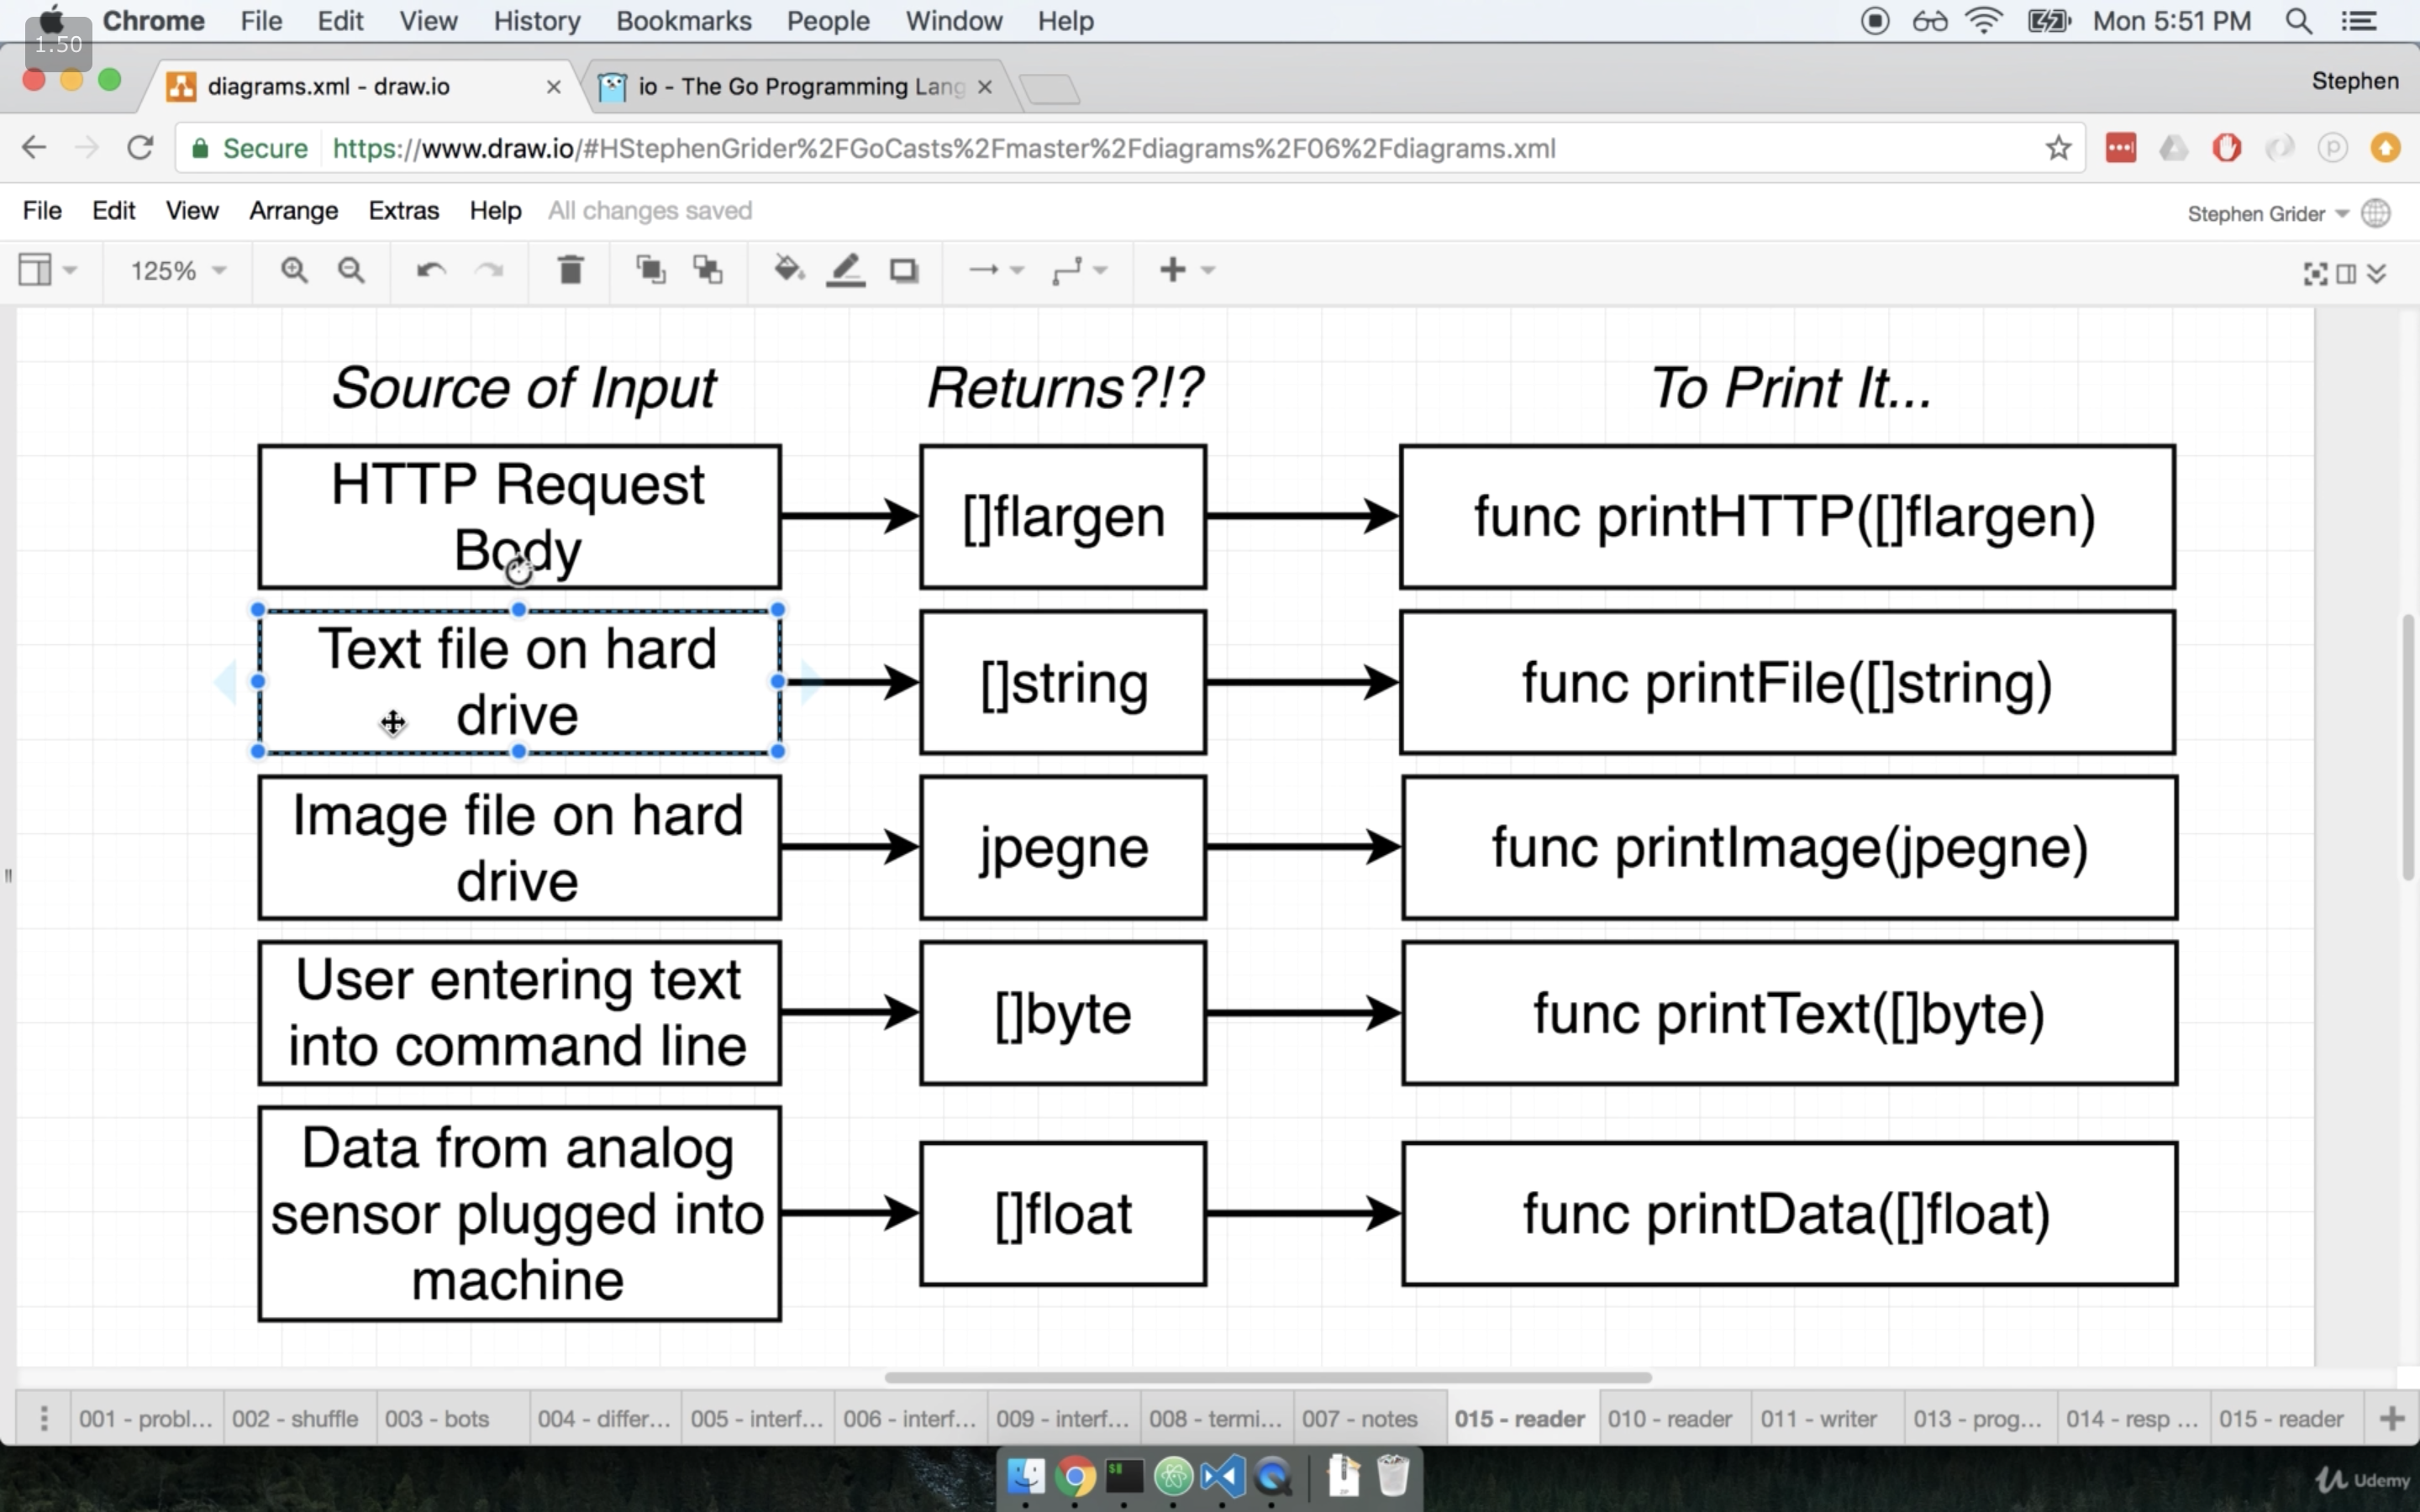 Chrome File Edit View History Bookmarks People Window Help Mon 5:51 PM
1.50
diagrams.xml - draw.io io - The Go Programming Lang Stephen
Secure https://www.draw.io/#HStephenGrider%2FGoCasts%2Fmaster%2Fdiagrams%2F06%2Fdiagrams.xml
File Edit View Arrange Extras Help All changes saved Stephen Grider
125%
Source of Input Returns?!? To Print It...
HTTP Request
Body
[]flargen
func printHTTP([]flargen)
Text file on hard
drive
[]string
func printFile([]string)
Image file on hard
drive
jpegne
func printImage(jpegne)
User entering text
into command line
[]byte
func printText([]byte)
Data from analog
sensor plugged into
machine
[]float
func printData([]float)
001 - probl... 002 - shuffle 003 - bots 004 - differ... 005 - interf... 006 - interf... 009 - interf... 008 - termi... 007 - notes 015 - reader 010 - reader 011 - writer 013 - prog... 014 - resp ... 015 - reader
Udemy